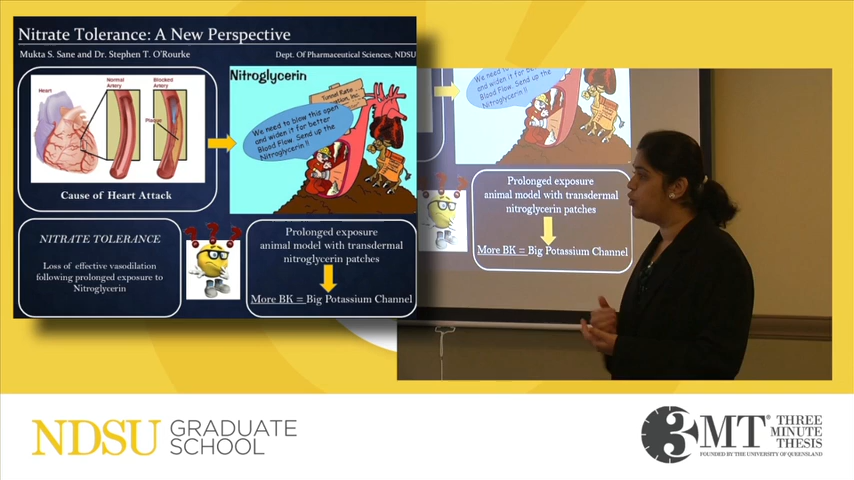 Nitrate Tolerance: A New Perspective
Mukta S. Sane and Dr. Stephen T. O'Rourke
Dept. Of Pharmaceutical Sciences, NDSU
Heart
Normal
Artery
Blocked
Artery
Plaque
Cause of Heart Attack
Nitroglycerin
Tunnel Rate
Inc.
We need to blow this open
and widen it for better
Blood Flow. Send up the
Nitroglycerin !!
NITRATE TOLERANCE
Loss of effective vasodilation
following prolonged exposure to
Nitroglycerin
???
Prolonged exposure
animal model with transdermal
nitroglycerin patches
More BK = Big Potassium Channel
We need to blow
and widen it for better
Blood Flow. Send up the
Nitroglycerin !!
Prolonged exposure
animal model with transdermal
nitroglycerin patches
More BK = Big Potassium Channel
NDSU GRADUATE
SCHOOL
3MT® THREE
MINUTE
THESIS
FOUNDED BY THE UNIVERSITY OF QUEENSLAND